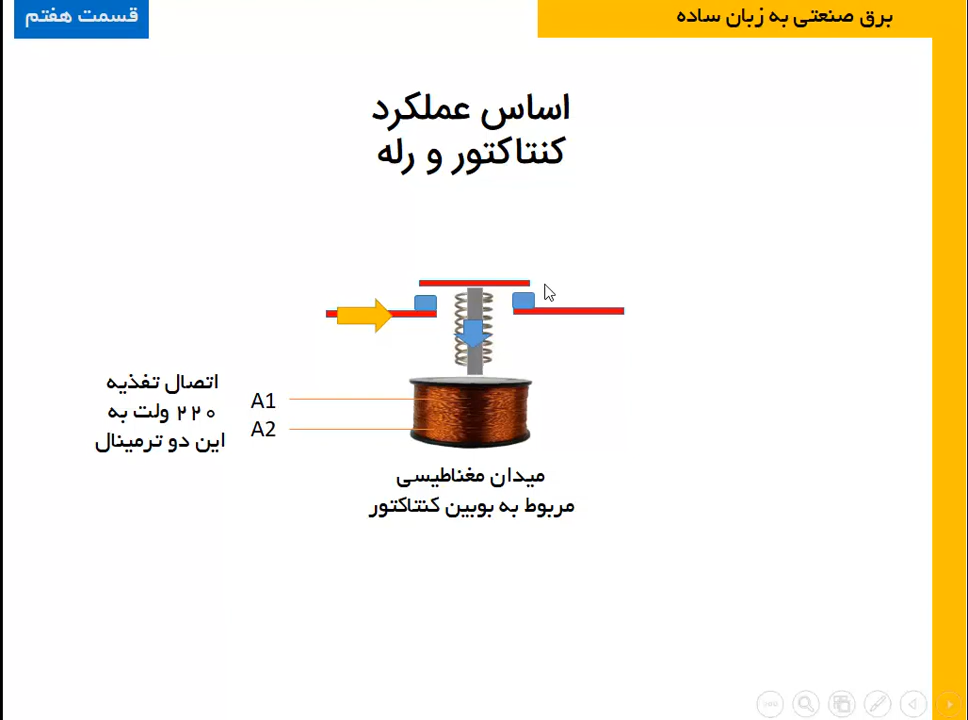 برق صنعتی به زبان ساده
قسمت هفتم
اساس عملکرد
کنتاکتور و رله
اتصال تغذیه
۲۲۰ ولت به
این دو ترمینال
A1
A2
میدان مغناطیسی
مربوط به بوبین کنتاکتور